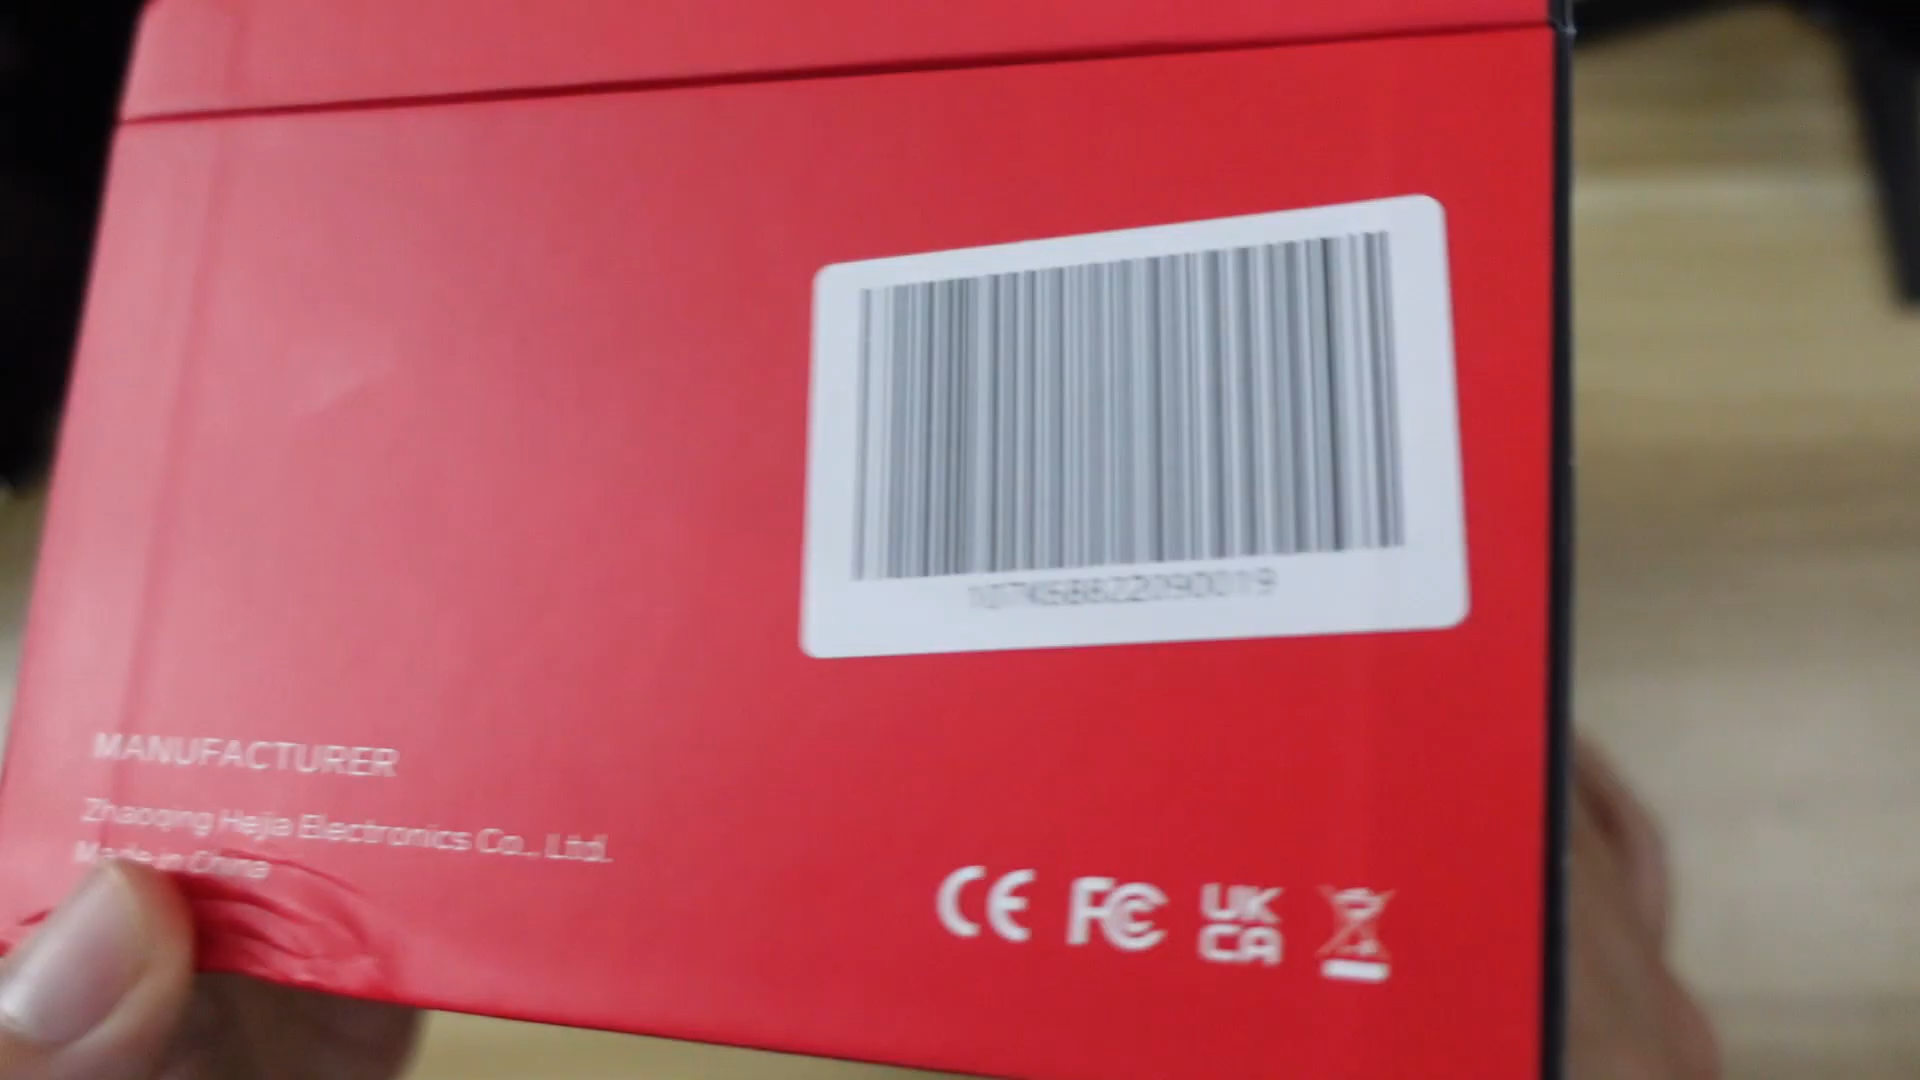 MANUFACTURER
Zhaoqing Hejia Electronics Co., Ltd.
Made in China
CE FC UK CA